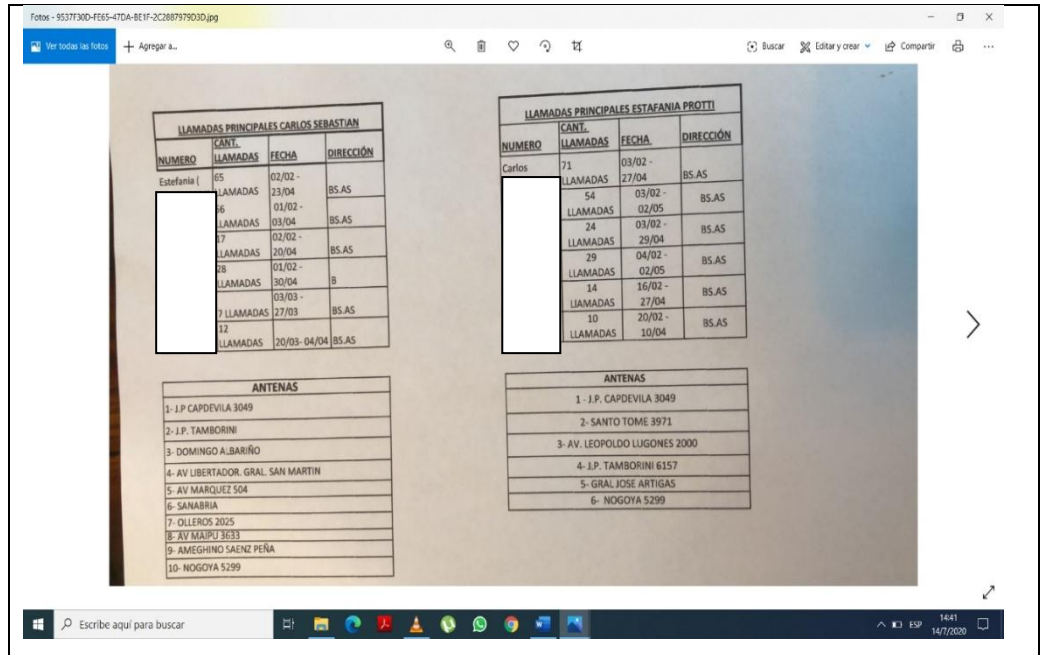 Fotos - 9537F30D-FE65-47DA-BE1F-2C2887979D3D.jpg
Ver todas las fotos
Agregar a...
Buscar
Editar y crear
Compartir
LLAMADAS PRINCIPALES CARLOS SEBASTIAN
NUMERO CANT. LLAMADAS FECHA DIRECCIÓN
Estefania ( 65 LLAMADAS 02/02 - 23/04 BS.AS
66 LLAMADAS 01/02 - 03/04 BS.AS
17 LLAMADAS 02/02 - 20/04 BS.AS
28 LLAMADAS 01/02 - 30/04 B
7 LLAMADAS 03/03 - 27/03 BS.AS
12 LLAMADAS 20/03- 04/04 BS.AS
ANTENAS
1- J.P CAPDEVILA 3049
2- J.P. TAMBORINI
3- DOMINGO ALBARIÑO
4- AV LIBERTADOR. GRAL. SAN MARTIN
5- AV MARQUEZ 504
6- SANABRIA
7- OLLEROS 2025
8- AV MAIPU 3633
9- AMEGHINO SAENZ PEÑA
10- NOGOYA 5299
LLAMADAS PRINCIPALES ESTAFANIA PROTTI
NUMERO CANT. LLAMADAS FECHA DIRECCIÓN
Carlos 71 LLAMADAS 03/02 - 27/04 BS.AS
54 LLAMADAS 03/02 - 02/05 BS.AS
24 LLAMADAS 03/02 - 29/04 BS.AS
29 LLAMADAS 04/02 - 02/05 BS.AS
14 LLAMADAS 16/02 - 27/04 BS.AS
10 LLAMADAS 20/02 - 10/04 BS.AS
ANTENAS
1 - J.P. CAPDEVILA 3049
2- SANTO TOME 3971
3- AV. LEOPOLDO LUGONES 2000
4- J.P. TAMBORINI 6157
5- GRAL JOSE ARTIGAS
6- NOGOYA 5299
Escribe aquí para buscar
ESP
14:41
14/7/2020